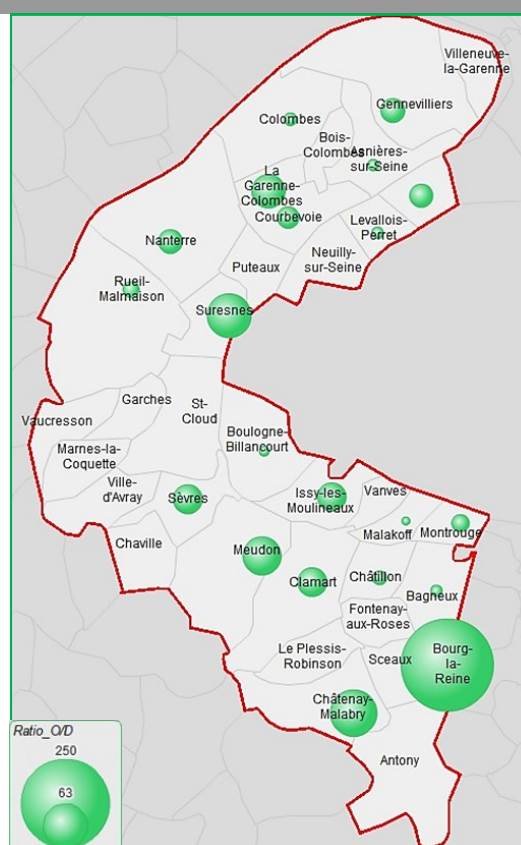 Villeneuve-
la-Garenne
Gennevilliers
Colombes
Bois-
Colombes
Asnières-
sur-Seine
La
Garenne-
Colombes
Courbevoie
Levallois-
Perret
Nanterre
Neuilly-
sur-Seine
Puteaux
Rueil-
Malmaison
Suresnes
Garches
St-
Cloud
Vaucresson
Boulogne-
Billancourt
Marnes-la-
Coquette
Ville-
d'Avray
Sèvres
Issy-les-
Moulineaux
Vanves
Malakoff
Montrouge
Chaville
Meudon
Clamart
Châtillon
Bagneux
Fontenay-
aux-Roses
Le Plessis-
Robinson
Sceaux
Bourg-
la-
Reine
Châtenay-
Malabry
Antony
Ratio_O/D
250
63